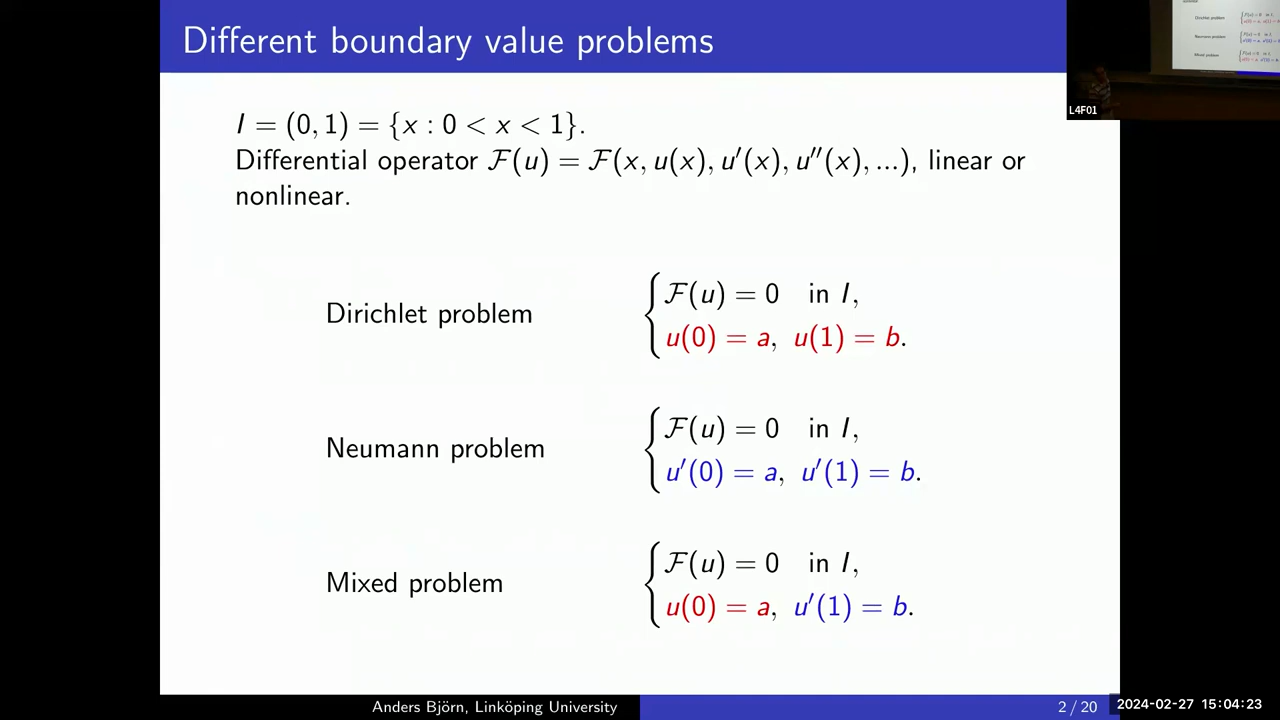 Different boundary value problems
L4F01
I = (0, 1) = {x : 0 < x < 1}.
Differential operator ℱ(u) = ℱ(x, u(x), u′(x), u″(x), ...), linear or
nonlinear.
Dirichlet problem
ℱ(u) = 0 in I,
u(0) = a, u(1) = b.
Neumann problem
ℱ(u) = 0 in I,
u′(0) = a, u′(1) = b.
Mixed problem
ℱ(u) = 0 in I,
u(0) = a, u′(1) = b.
Anders Björn, Linköping University
2 / 20
2024-02-27 15:04:23